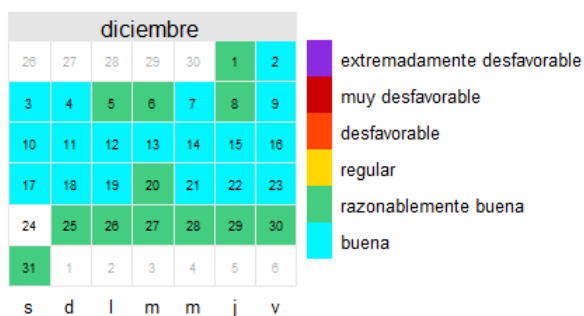 diciembre
26 27 28 29 30 1 2
3 4 5 6 7 8 9
10 11 12 13 14 15 16
17 18 19 20 21 22 23
24 25 26 27 28 29 30
31 1 2 3 4 5 6
s d l m m j v
extremadamente desfavorable
muy desfavorable
desfavorable
regular
razonablemente buena
buena